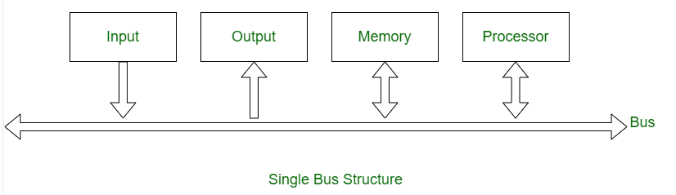 Input
Output
Memory
Processor
Bus
Single Bus Structure